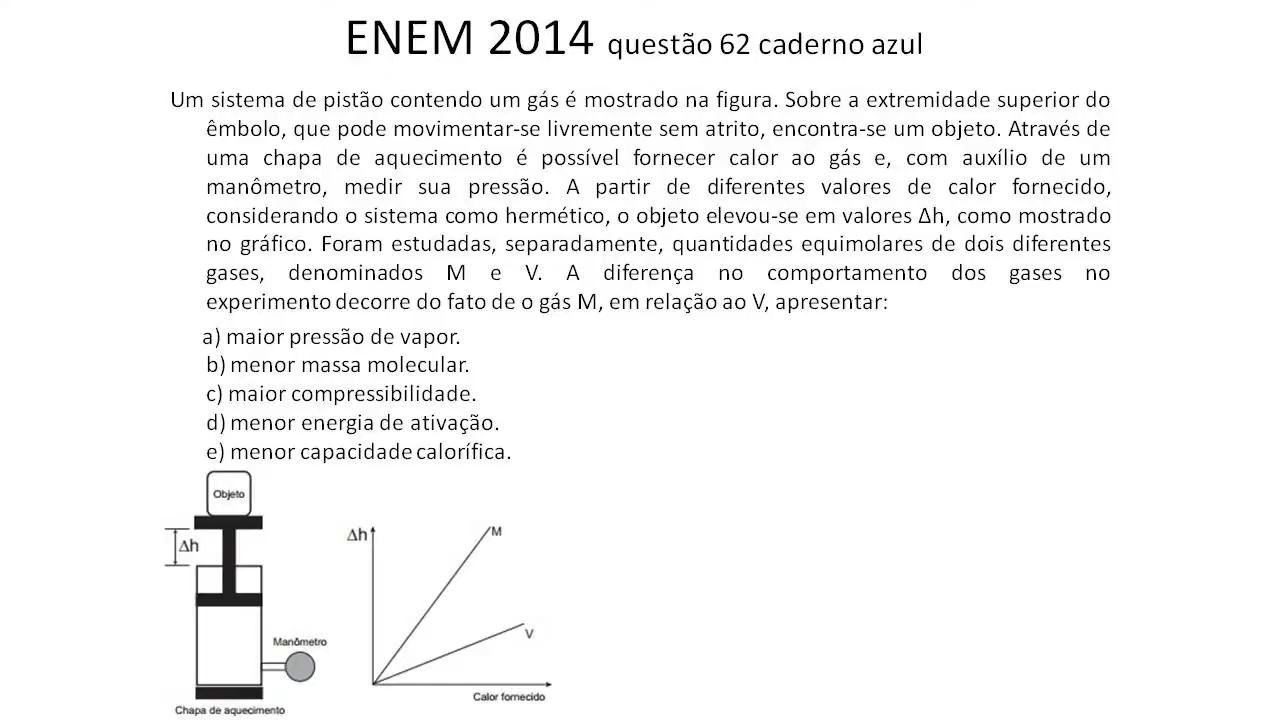 ENEM 2014 questão 62 caderno azul
Um sistema de pistão contendo um gás é mostrado na figura. Sobre a extremidade superior do
êmbolo, que pode movimentar-se livremente sem atrito, encontra-se um objeto. Através de
uma chapa de aquecimento é possível fornecer calor ao gás e, com auxílio de um
manômetro, medir sua pressão. A partir de diferentes valores de calor fornecido,
considerando o sistema como hermético, o objeto elevou-se em valores Δh, como mostrado
no gráfico. Foram estudadas, separadamente, quantidades equimolares de dois diferentes
gases, denominados M e V. A diferença no comportamento dos gases no
experimento decorre do fato de o gás M, em relação ao V, apresentar:
a) maior pressão de vapor.
b) menor massa molecular.
c) maior compressibilidade.
d) menor energia de ativação.
e) menor capacidade calorífica.
Objeto
Δh
Manômetro
Chapa de aquecimento
Δh
M
V
Calor fornecido